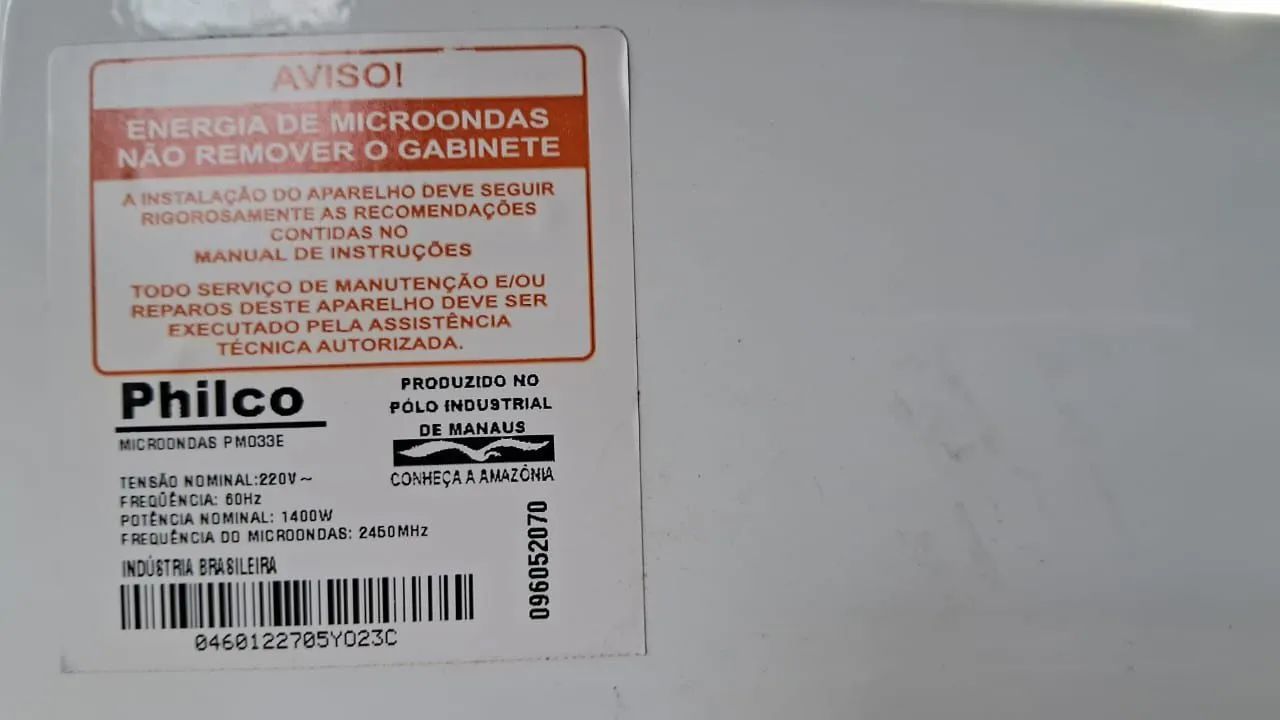 AVISO!
ENERGIA DE MICROONDAS
NÃO REMOVER O GABINETE
A INSTALAÇÃO DO APARELHO DEVE SEGUIR
RIGOROSAMENTE AS RECOMENDAÇÕES
CONTIDAS NO
MANUAL DE INSTRUÇÕES
TODO SERVIÇO DE MANUTENÇÃO E/OU
REPAROS DESTE APARELHO DEVE SER
EXECUTADO PELA ASSISTÊNCIA
TÉCNICA AUTORIZADA.
Philco
MICROONDAS PM033E
TENSÃO NOMINAL:220V~
FREQÜÊNCIA: 60Hz
POTÊNCIA NOMINAL: 1400W
FREQUÊNCIA DO MICROONDAS: 2450MHz
INDÚSTRIA BRASILEIRA
0460122705Y023C
PRODUZIDO NO
PÓLO INDUSTRIAL
DE MANAUS
CONHEÇA A AMAZÔNIA
096052070